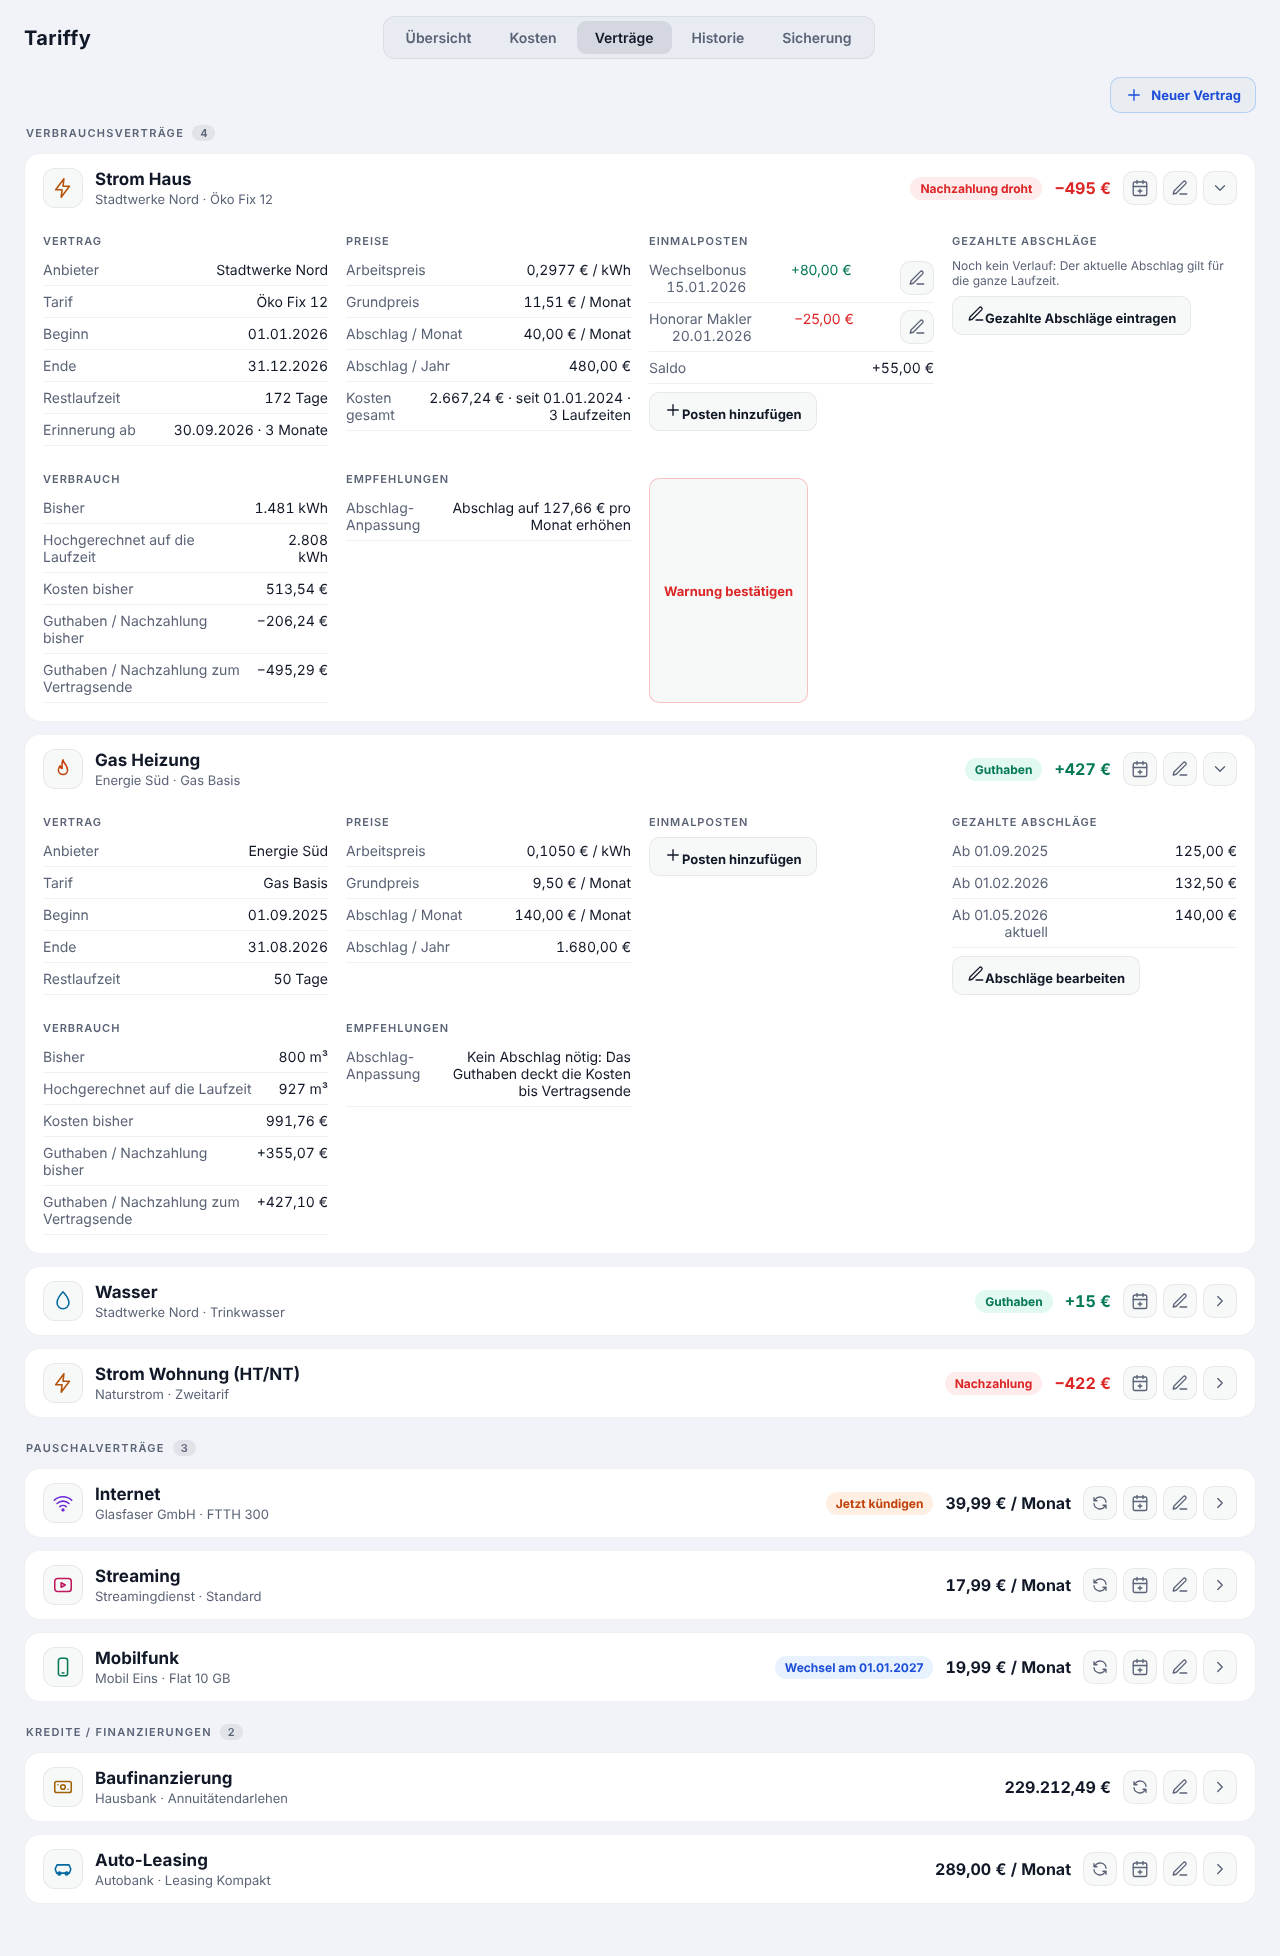 Tariffy
Übersicht
Kosten
Verträge
Historie
Sicherung
Neuer Vertrag
VERBRAUCHSVERTRÄGE 4
Strom Haus
Stadtwerke Nord · Öko Fix 12
Nachzahlung droht
−495 €
VERTRAG
Anbieter Stadtwerke Nord
Tarif Öko Fix 12
Beginn 01.01.2026
Ende 31.12.2026
Restlaufzeit 172 Tage
Erinnerung ab 30.09.2026 · 3 Monate
PREISE
Arbeitspreis 0,2977 € / kWh
Grundpreis 11,51 € / Monat
Abschlag / Monat 40,00 € / Monat
Abschlag / Jahr 480,00 €
Kosten 2.667,24 € · seit 01.01.2024 ·
gesamt 3 Laufzeiten
EINMALPOSTEN
Wechselbonus +80,00 €
15.01.2026
Honorar Makler −25,00 €
20.01.2026
Saldo +55,00 €
Posten hinzufügen
GEZAHLTE ABSCHLÄGE
Noch kein Verlauf: Der aktuelle Abschlag gilt für
die ganze Laufzeit.
Gezahlte Abschläge eintragen
VERBRAUCH
Bisher 1.481 kWh
Hochgerechnet auf die 2.808
Laufzeit kWh
Kosten bisher 513,54 €
Guthaben / Nachzahlung −206,24 €
bisher
Guthaben / Nachzahlung zum −495,29 €
Vertragsende
EMPFEHLUNGEN
Abschlag- Abschlag auf 127,66 € pro
Anpassung Monat erhöhen
Warnung bestätigen
Gas Heizung
Energie Süd · Gas Basis
Guthaben
+427 €
VERTRAG
Anbieter Energie Süd
Tarif Gas Basis
Beginn 01.09.2025
Ende 31.08.2026
Restlaufzeit 50 Tage
PREISE
Arbeitspreis 0,1050 € / kWh
Grundpreis 9,50 € / Monat
Abschlag / Monat 140,00 € / Monat
Abschlag / Jahr 1.680,00 €
EINMALPOSTEN
Posten hinzufügen
GEZAHLTE ABSCHLÄGE
Ab 01.09.2025 125,00 €
Ab 01.02.2026 132,50 €
Ab 01.05.2026 140,00 €
aktuell
Abschläge bearbeiten
VERBRAUCH
Bisher 800 m³
Hochgerechnet auf die Laufzeit 927 m³
Kosten bisher 991,76 €
Guthaben / Nachzahlung +355,07 €
bisher
Guthaben / Nachzahlung zum +427,10 €
Vertragsende
EMPFEHLUNGEN
Abschlag- Kein Abschlag nötig: Das
Anpassung Guthaben deckt die Kosten
bis Vertragsende
Wasser
Stadtwerke Nord · Trinkwasser
Guthaben
+15 €
Strom Wohnung (HT/NT)
Naturstrom · Zweitarif
Nachzahlung
−422 €
PAUSCHALVERTRÄGE 3
Internet
Glasfaser GmbH · FTTH 300
Jetzt kündigen
39,99 € / Monat
Streaming
Streamingdienst · Standard
17,99 € / Monat
Mobilfunk
Mobil Eins · Flat 10 GB
Wechsel am 01.01.2027
19,99 € / Monat
KREDITE / FINANZIERUNGEN 2
Baufinanzierung
Hausbank · Annuitätendarlehen
229.212,49 €
Auto-Leasing
Autobank · Leasing Kompakt
289,00 € / Monat